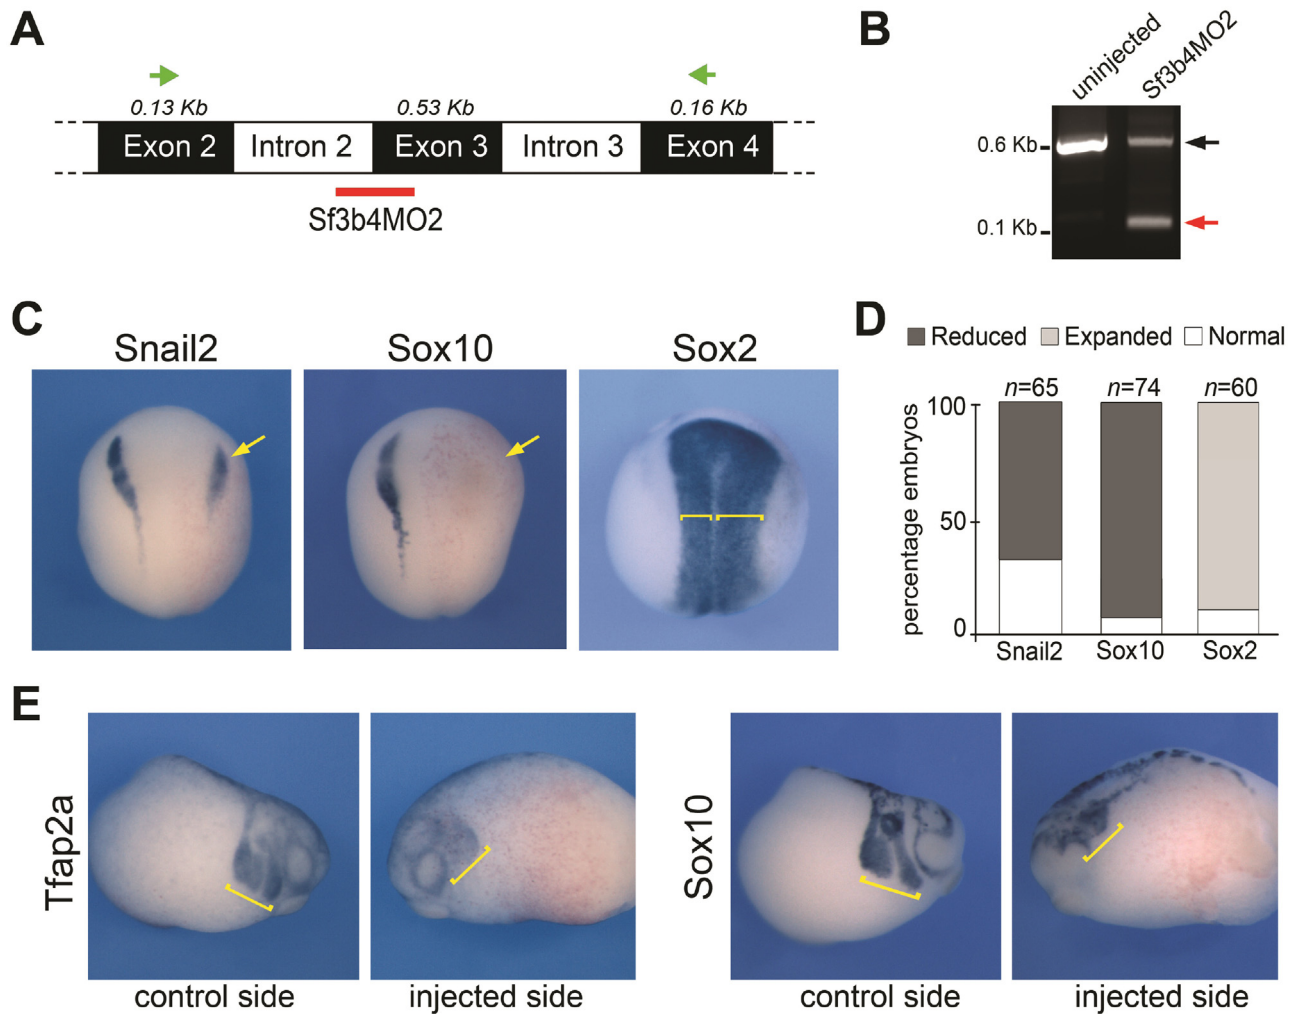 A
0.13 Kb 0.53 Kb 0.16 Kb
Exon 2 Intron 2 Exon 3 Intron 3 Exon 4
Sf3b4MO2
B
uninjected
Sf3b4MO2
0.6 Kb
0.1 Kb
C
Snail2 Sox10 Sox2
D
Reduced Expanded Normal
n=65 n=74 n=60
percentage embryos
100
50
0
Snail2 Sox10 Sox2
E
Tfap2a
control side injected side
Sox10
control side injected side